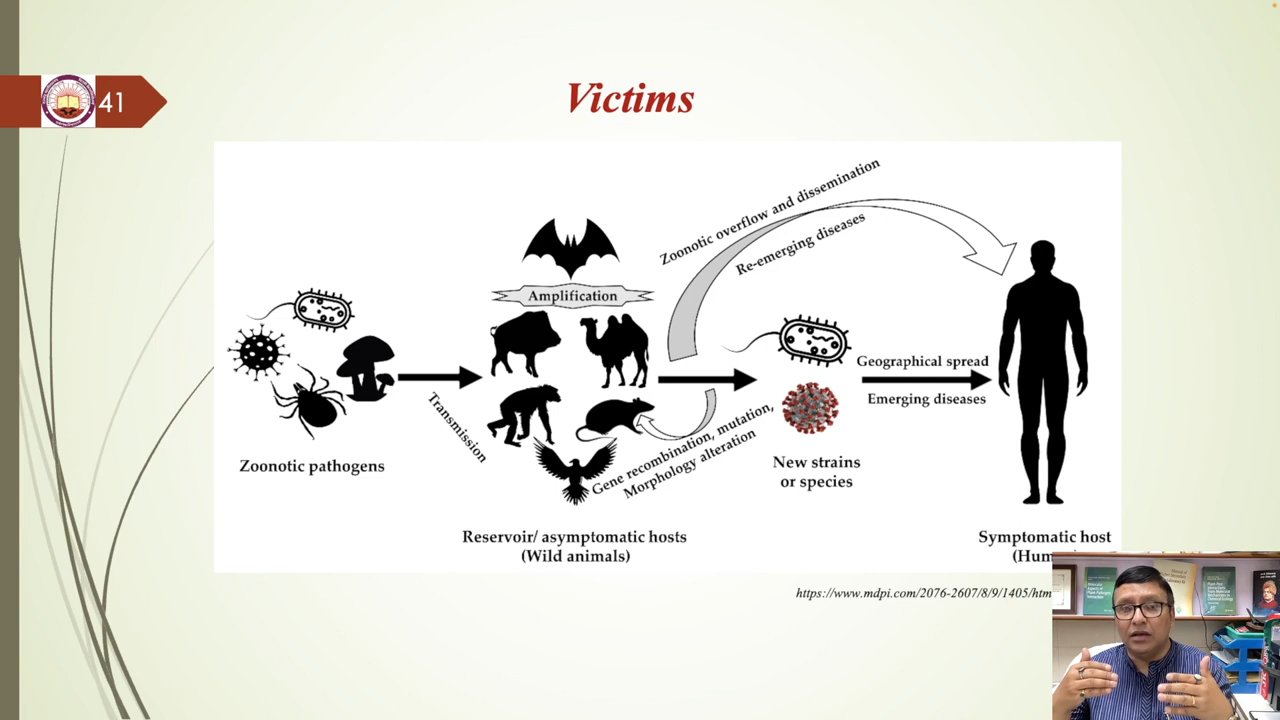 41
Victims
Zoonotic overflow and dissemination
Re-emerging diseases
Amplification
Geographical spread
Emerging diseases
Transmission
Gene recombination, mutation,
Morphology alteration
Zoonotic pathogens
New strains
or species
Reservoir/ asymptomatic hosts
(Wild animals)
Symptomatic host
https://www.mdpi.com/2076-2607/8/9/1405/htm